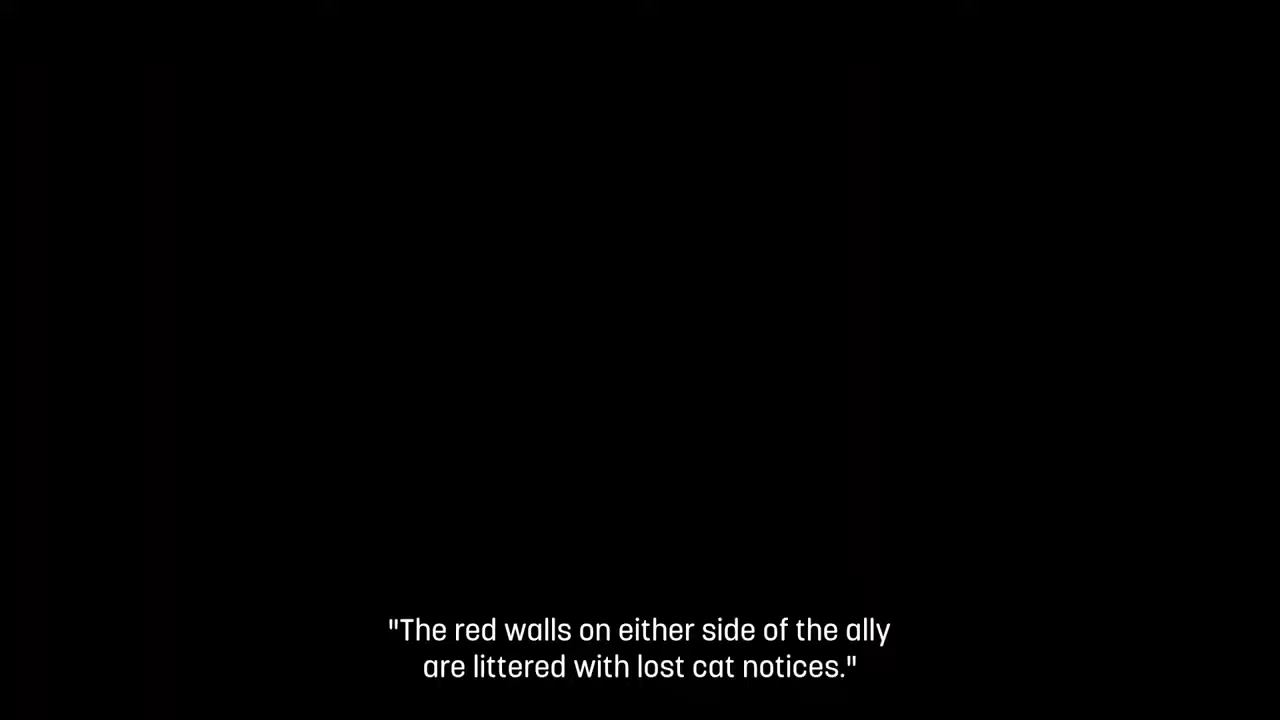 "The red walls on either side of the ally
are littered with lost cat notices."